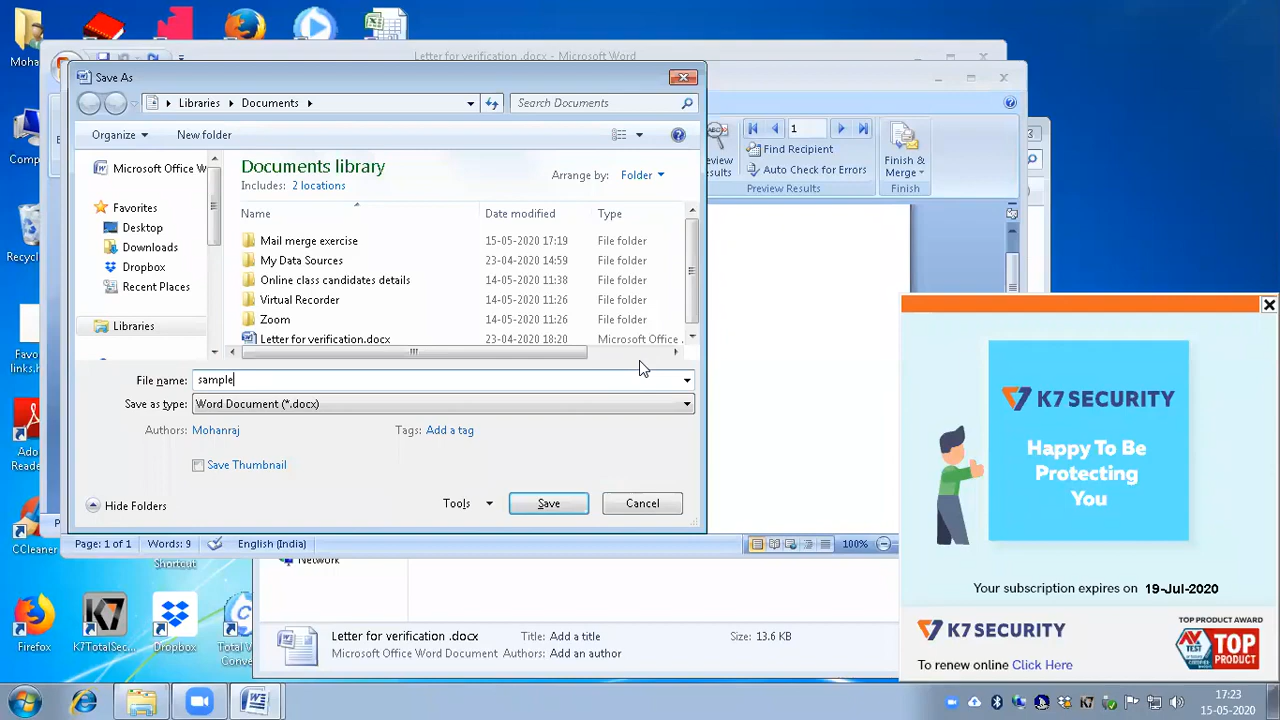 Letter for verification .docx - Microsoft Word
Save As
Libraries
Documents
Search Documents
Organize
New folder
Microsoft Office W
Favorites
Desktop
Downloads
Dropbox
Recent Places
Libraries
Documents library
Includes: 2 locations
Arrange by: Folder
Name Date modified Type
Mail merge exercise 15-05-2020 17:19 File folder
My Data Sources 23-04-2020 14:59 File folder
Online class candidates details 14-05-2020 11:38 File folder
Virtual Recorder 14-05-2020 11:26 File folder
Zoom 14-05-2020 11:26 File folder
Letter for verification.docx 23-04-2020 18:20 Microsoft Office
File name: sample
Save as type: Word Document (*.docx)
Authors: Mohanraj
Tags: Add a tag
Save Thumbnail
Hide Folders
Tools
Save
Cancel
1
Find Recipient
Auto Check for Errors
Preview Results
Finish &
Merge
Finish
Page: 1 of 1
Words: 9
English (India)
100%
Network
Letter for verification .docx
Microsoft Office Word Document
Title: Add a title
Authors: Add an author
Size: 13.6 KB
K7 SECURITY
Happy To Be
Protecting
You
Your subscription expires on 19-Jul-2020
K7 SECURITY
To renew online Click Here
TOP PRODUCT AWARD
AV
TEST
TOP
PRODUCT
CCleaner
Shortcut
Firefox
K7TotalSec...
Dropbox
17:23
15-05-2020